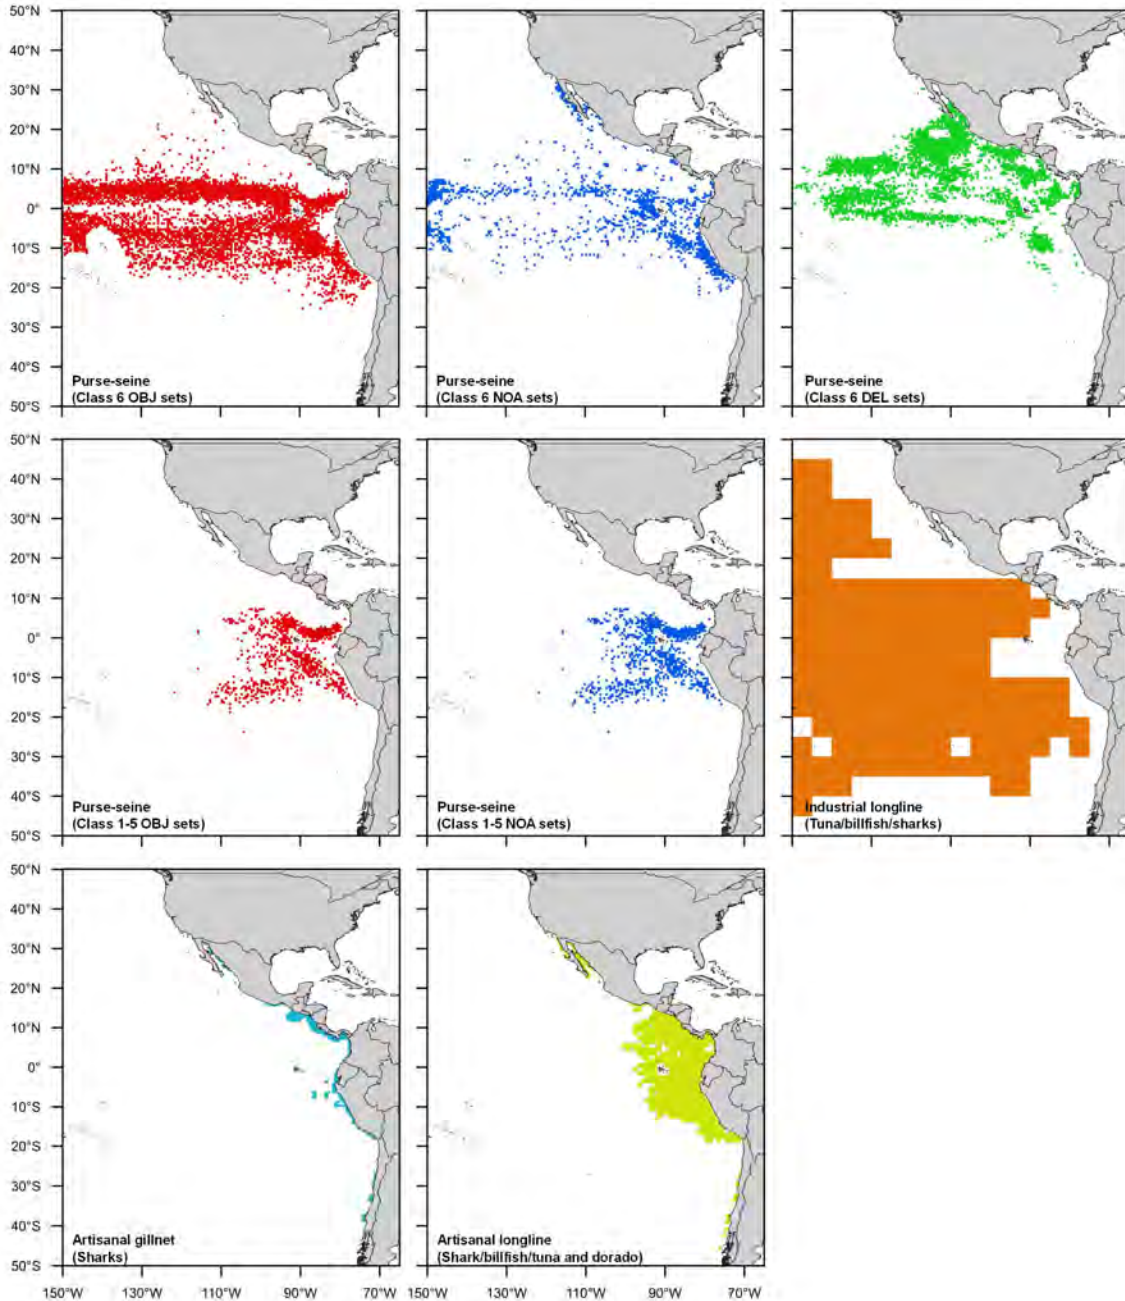 50°N
40°N
30°N
20°N
10°N
0°
10°S
20°S
30°S
40°S
50°S
Purse-seine
(Class 6 OBJ sets)
Purse-seine
(Class 6 NOA sets)
Purse-seine
(Class 6 DEL sets)
50°N
40°N
30°N
20°N
10°N
0°
10°S
20°S
30°S
40°S
50°S
Purse-seine
(Class 1-5 OBJ sets)
Purse-seine
(Class 1-5 NOA sets)
Industrial longline
(Tuna/billfish/sharks)
50°N
40°N
30°N
20°N
10°N
0°
10°S
20°S
30°S
40°S
50°S
Artisanal gillnet
(Sharks)
Artisanal longline
(Shark/billfish/tuna and dorado)
150°W 130°W 110°W 90°W 70°W
150°W 130°W 110°W 90°W 70°W